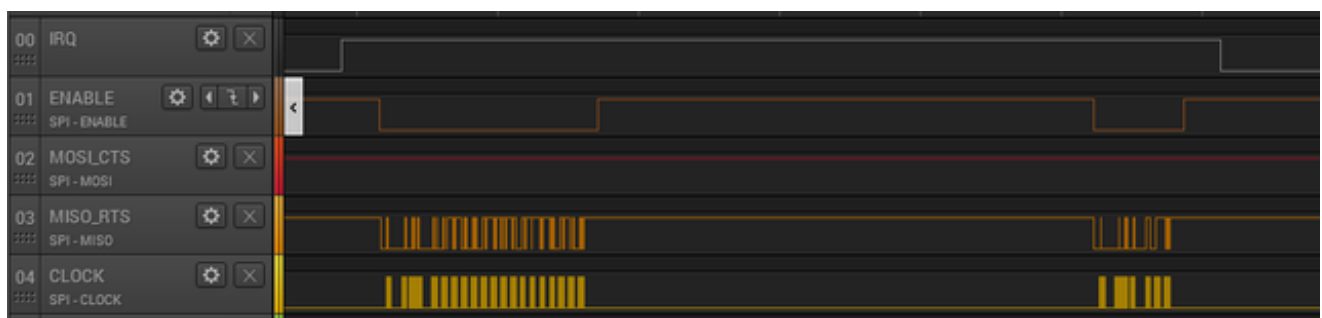 00 IRQ
01 ENABLE
SPI - ENABLE
02 MOSI_CTS
SPI - MOSI
03 MISO_RTS
SPI - MISO
04 CLOCK
SPI - CLOCK